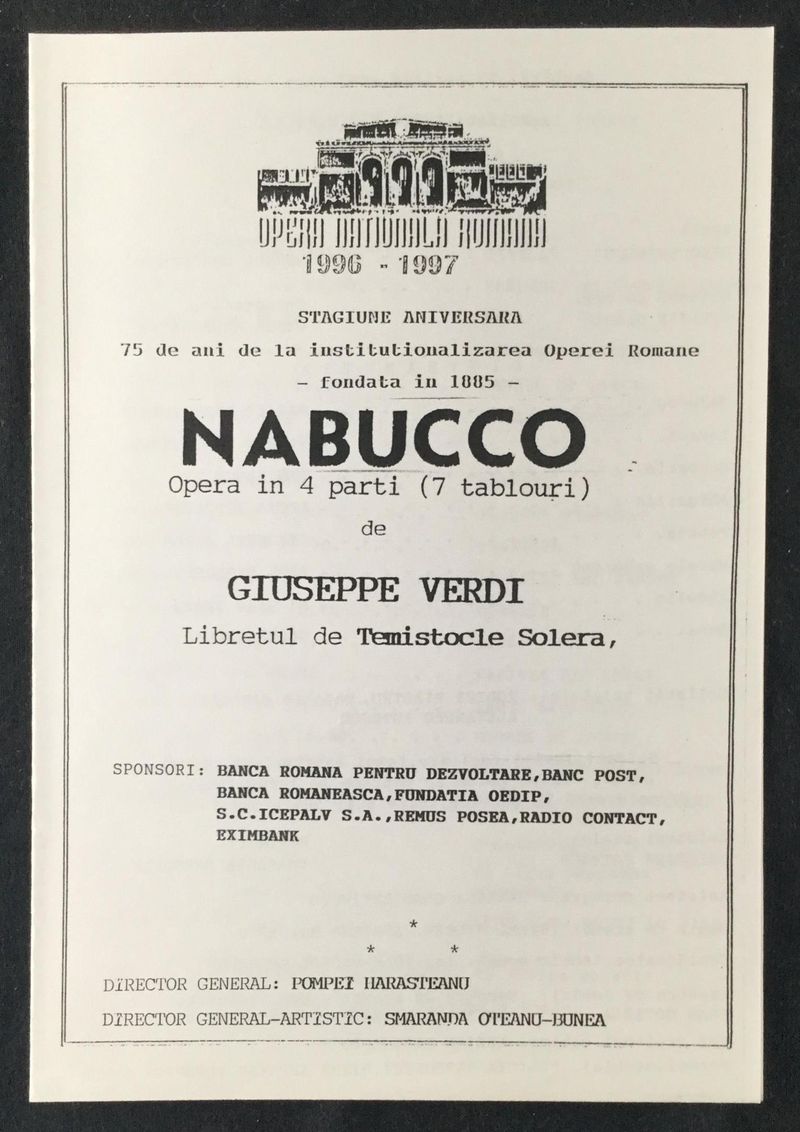 OPERA NATIONALA ROMANA
1996 - 1997
STAGIUNE ANIVERSARA
75 de ani de la institutionalizarea Operei Romane
- fondata in 1885 -
NABUCCO
Opera in 4 parti (7 tablouri)
de
GIUSEPPE VERDI
Libretul de Temistocle Solera,
SPONSORI: BANCA ROMANA PENTRU DEZVOLTARE,BANC POST,
BANCA ROMANEASCA,FUNDATIA OEDIP,
S.C.ICEPALV S.A.,REMUS POSEA,RADIO CONTACT,
EXIMBANK
*
* *
DIRECTOR GENERAL: POMPEI HARASTEANU
DIRECTOR GENERAL-ARTISTIC: SMARANDA OTEANU-BUNEA